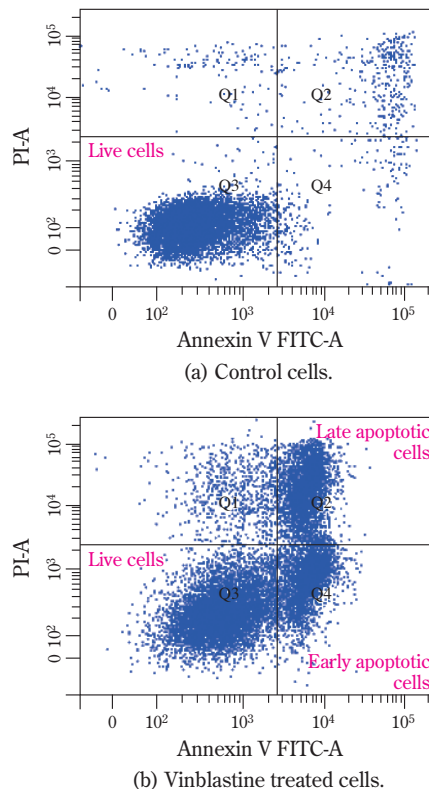 10⁵
10⁴
10³
10²
0
PI-A
Q1
Q2
Live cells
Q3
Q4
0
10²
10³
10⁴
10⁵
Annexin V FITC-A
(a) Control cells.
10⁵
10⁴
10³
10²
0
PI-A
Late apoptotic
cells
Q1
Q2
Live cells
Q3
Q4
Early apoptotic
cells
0
10²
10³
10⁴
10⁵
Annexin V FITC-A
(b) Vinblastine treated cells.